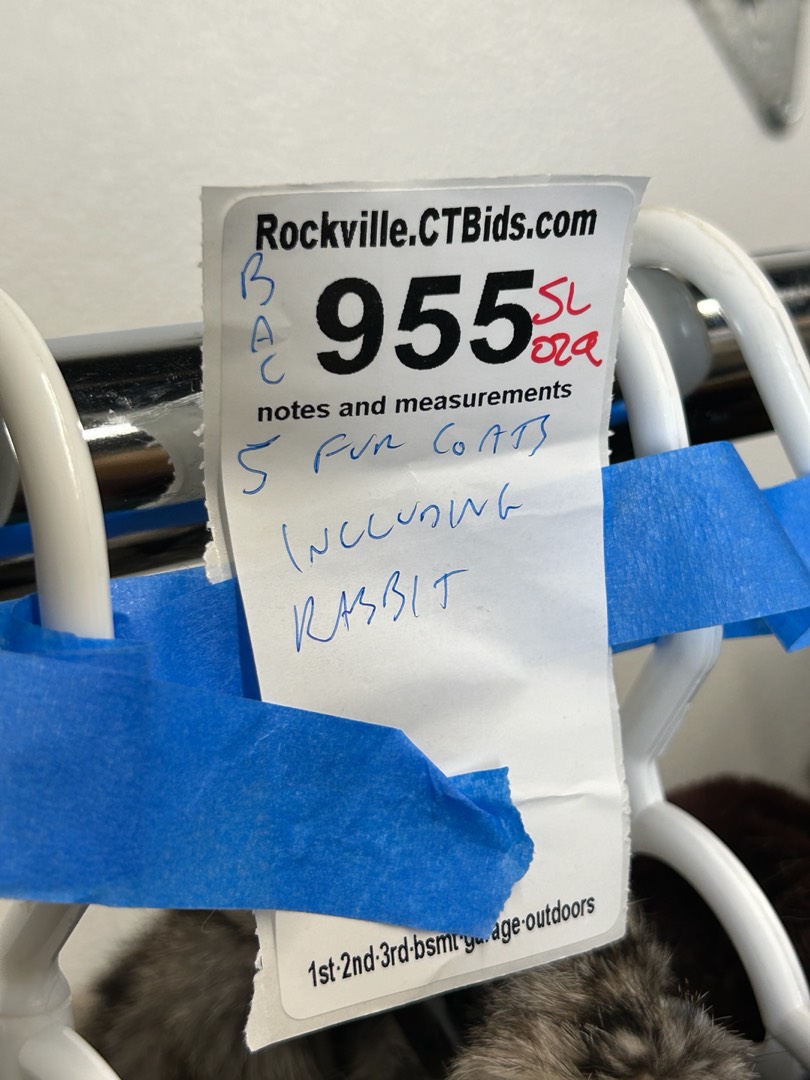 Rockville.CTBids.com
BAC
955
SL
notes and measurements
5 FUR COATS
INCLUDING
RABBIT
1st·2nd·3rd·bsmt·garage·outdoors